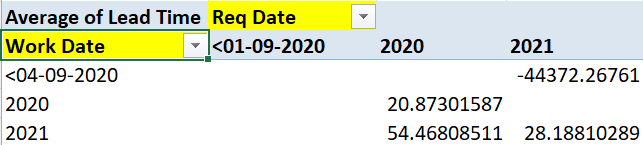 Average of Lead Time Req Date
Work Date <01-09-2020 2020 2021
<04-09-2020 -44372.26761
2020 20.87301587
2021 54.46808511 28.18810289